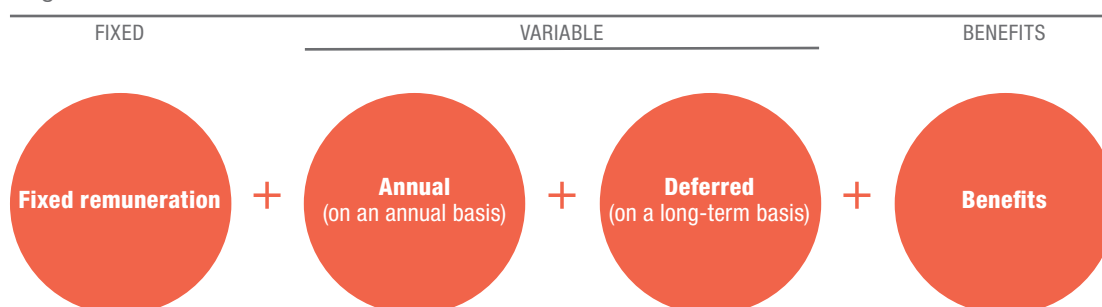 FIXED
VARIABLE
BENEFITS
Fixed remuneration
+
Annual
(on an annual basis)
+
Deferred
(on a long-term basis)
+
Benefits